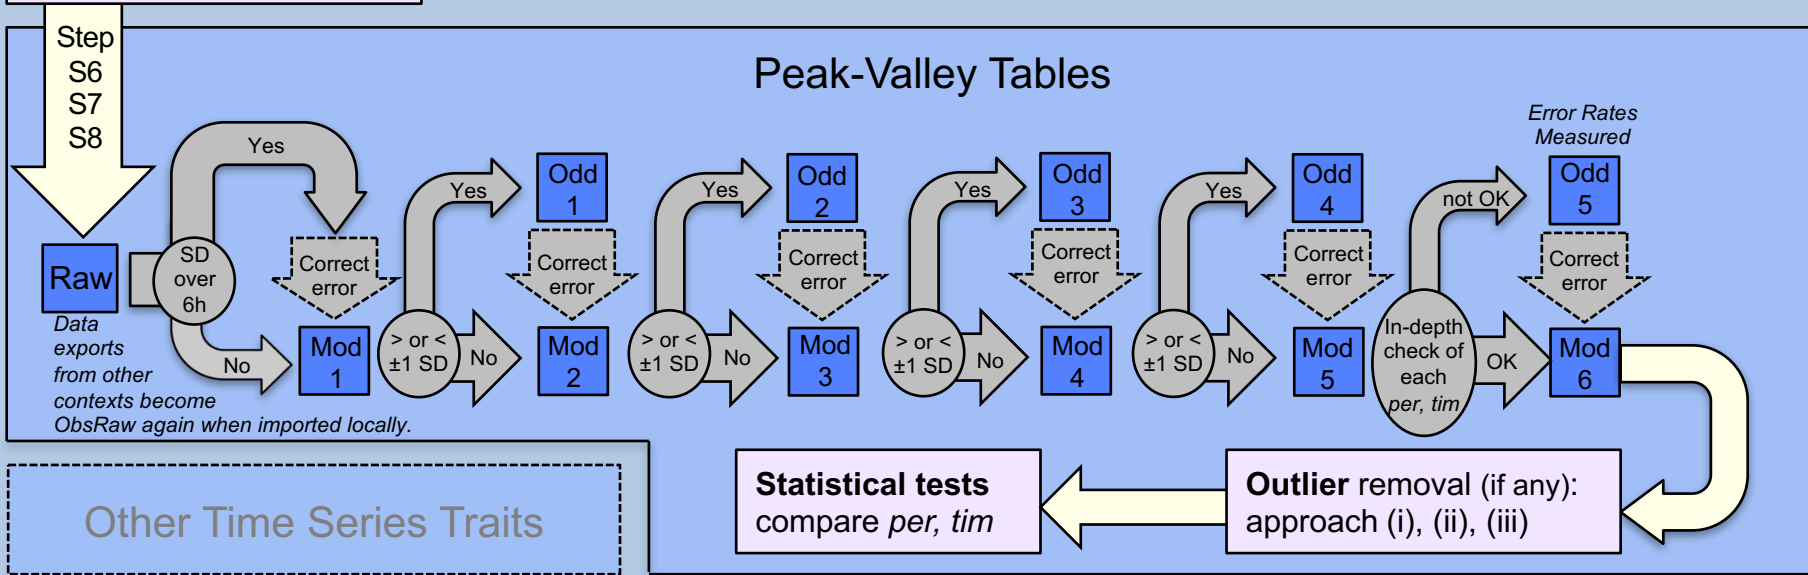 Step
S6
S7
S8
Peak-Valley Tables
Error Rates
Measured
Yes
Yes
Odd
1
Yes
Odd
2
Yes
Odd
3
Yes
Odd
4
not OK
Odd
5
Raw
SD
over
6h
Correct
error
Correct
error
Correct
error
Correct
error
Correct
error
Correct
error
No
Mod
1
> or <
±1 SD
No
Mod
2
> or <
±1 SD
No
Mod
3
> or <
±1 SD
No
Mod
4
> or <
±1 SD
No
Mod
5
In-depth
check of
each
per, tim
OK
Mod
6
Data
exports
from other
contexts become
ObsRaw again when imported locally.
Other Time Series Traits
Statistical tests
compare per, tim
Outlier removal (if any):
approach (i), (ii), (iii)